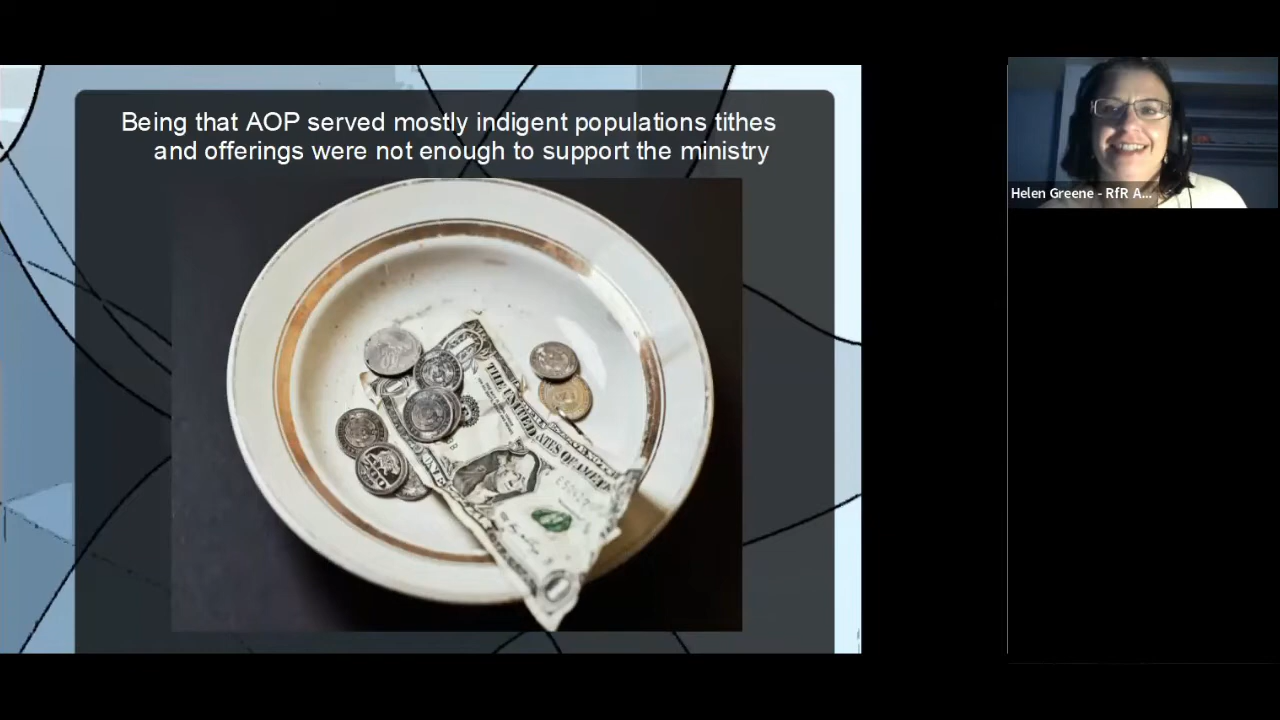 Being that AOP served mostly indigent populations tithes
and offerings were not enough to support the ministry
THE UNITED STATES OF AMERICA
ONE
Helen Greene - RfR A...